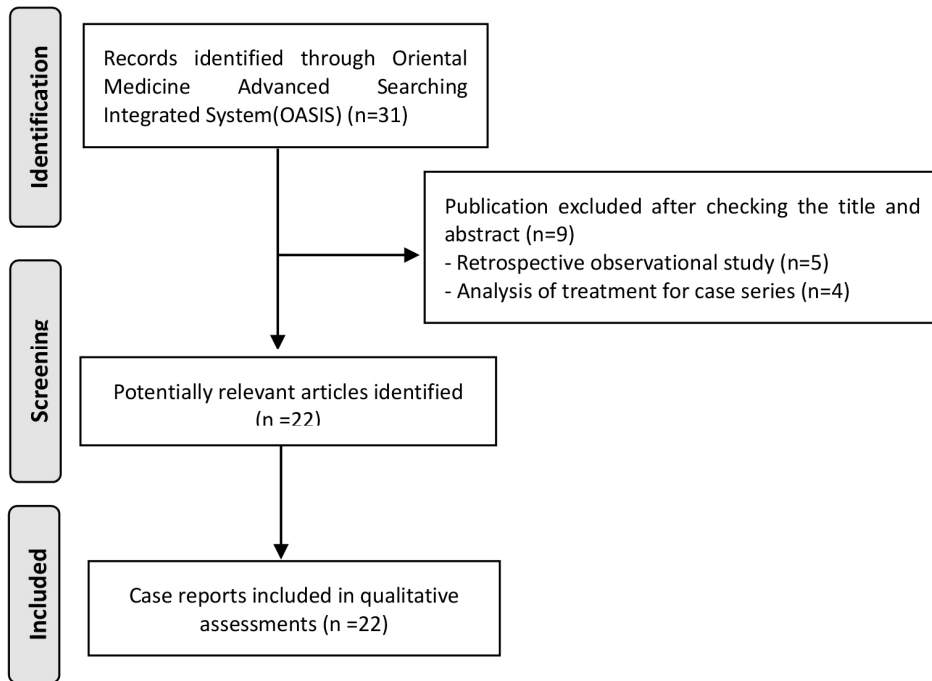 Identification
Records identified through Oriental
Medicine Advanced Searching
Integrated System(OASIS) (n=31)
Publication excluded after checking the title and
abstract (n=9)
- Retrospective observational study (n=5)
- Analysis of treatment for case series (n=4)
Screening
Potentially relevant articles identified
(n =22)
Included
Case reports included in qualitative
assessments (n =22)